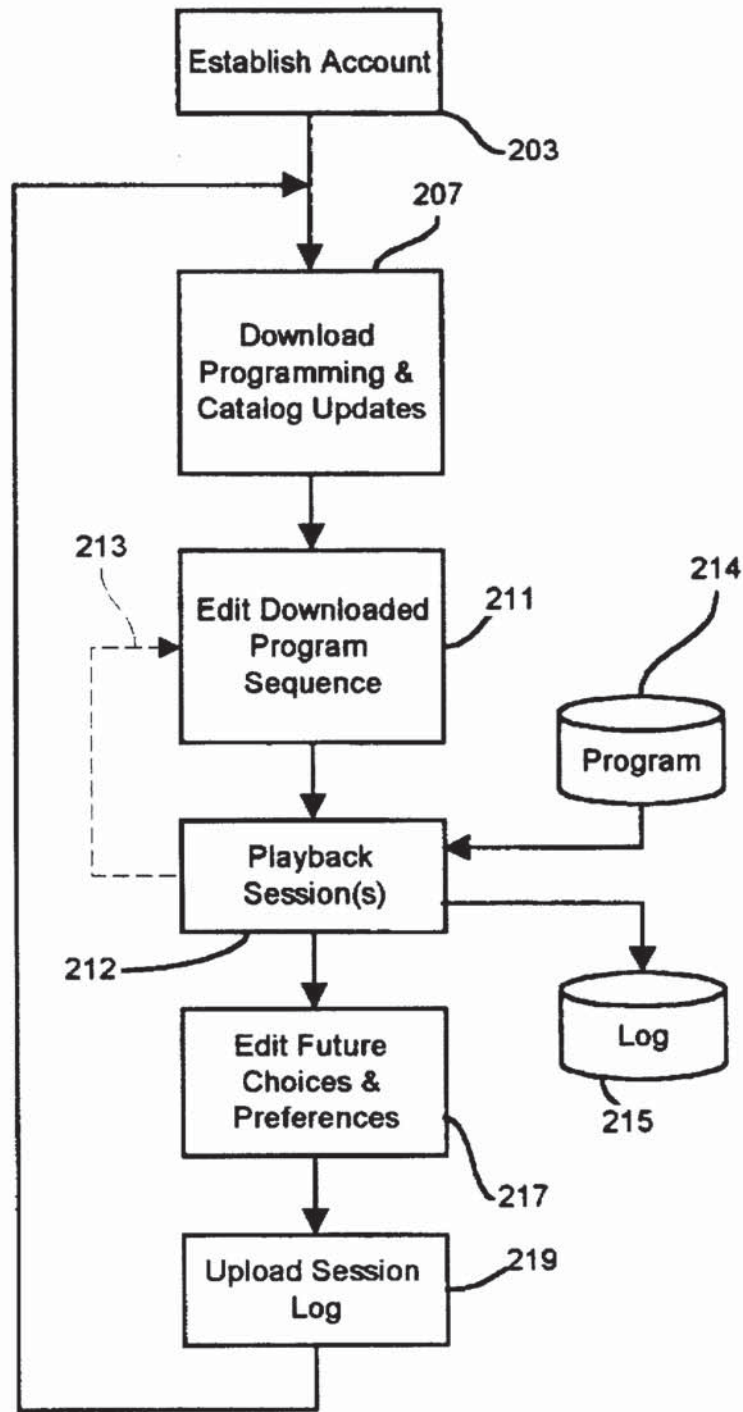 Establish Account
203
207
Download
Programming &
Catalog Updates
213
Edit Downloaded
Program
Sequence
211
214
Program
Playback
Session(s)
212
Log
215
Edit Future
Choices &
Preferences
217
Upload Session
Log
219